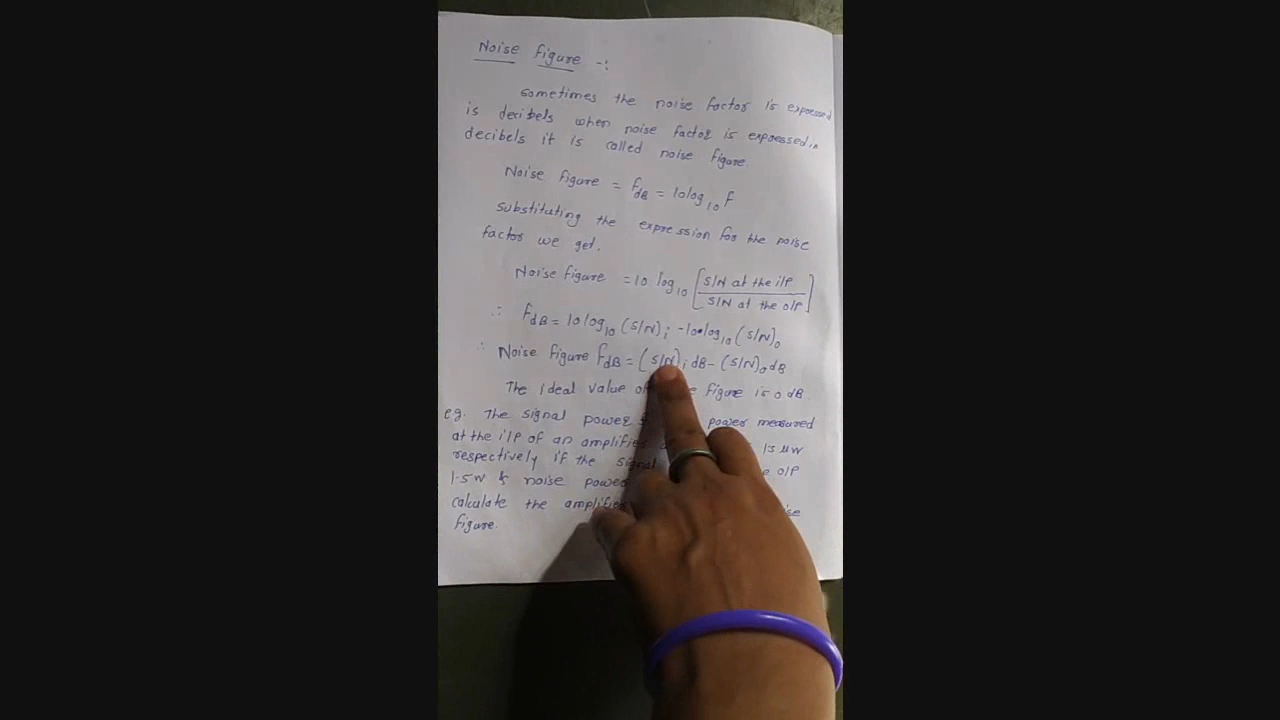 Noise figure -:
sometimes the noise factor is expressed
is decibels when noise factor is expressed in
decibels it is called noise figure.
Noise figure = FdB = 10log10 F
substituting the expression for the noise
factor we get.
Noise figure = 10 log10 [S/N at the i/P / S/N at the o/P]
∴ FdB = 10log10 (S/N)i - 10log10 (S/N)o
∴ Noise figure FdB = (S/N)i dB - (S/N)o dB
The ideal value figure is 0 dB.
eg. The signal power power measured
at the i/P of an amplifier μW
respectively if the signal o/P
1.5W & noise power
calculate the amplifier
figure.